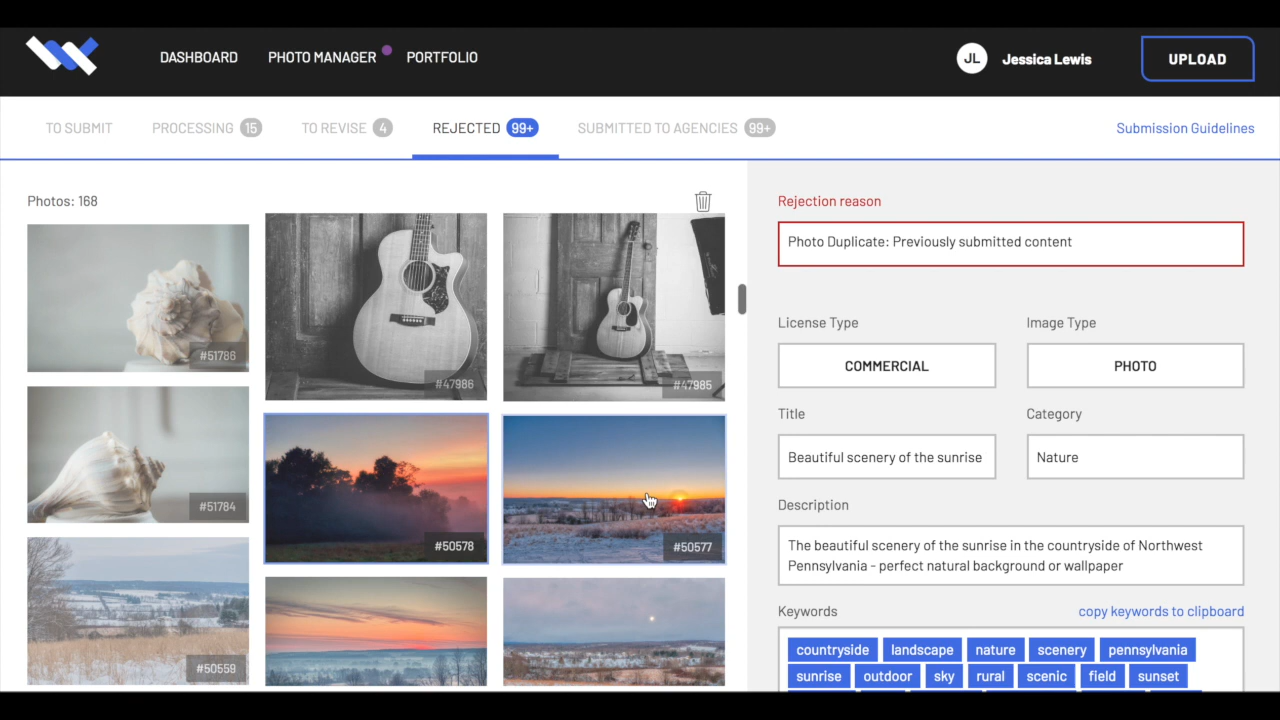 DASHBOARD PHOTO MANAGER PORTFOLIO JL Jessica Lewis UPLOAD
TO SUBMIT PROCESSING 15 TO REVISE 4 REJECTED 99+ SUBMITTED TO AGENCIES 99+ Submission Guidelines
Photos: 168
#51786
#47986
#47985
#51784
#50578
#50577
#50559
Rejection reason
Photo Duplicate: Previously submitted content
License Type Image Type
COMMERCIAL PHOTO
Title Category
Beautiful scenery of the sunrise Nature
Description
The beautiful scenery of the sunrise in the countryside of Northwest
Pennsylvania - perfect natural background or wallpaper
Keywords copy keywords to clipboard
countryside landscape nature scenery pennsylvania
sunrise outdoor sky rural scenic field sunset